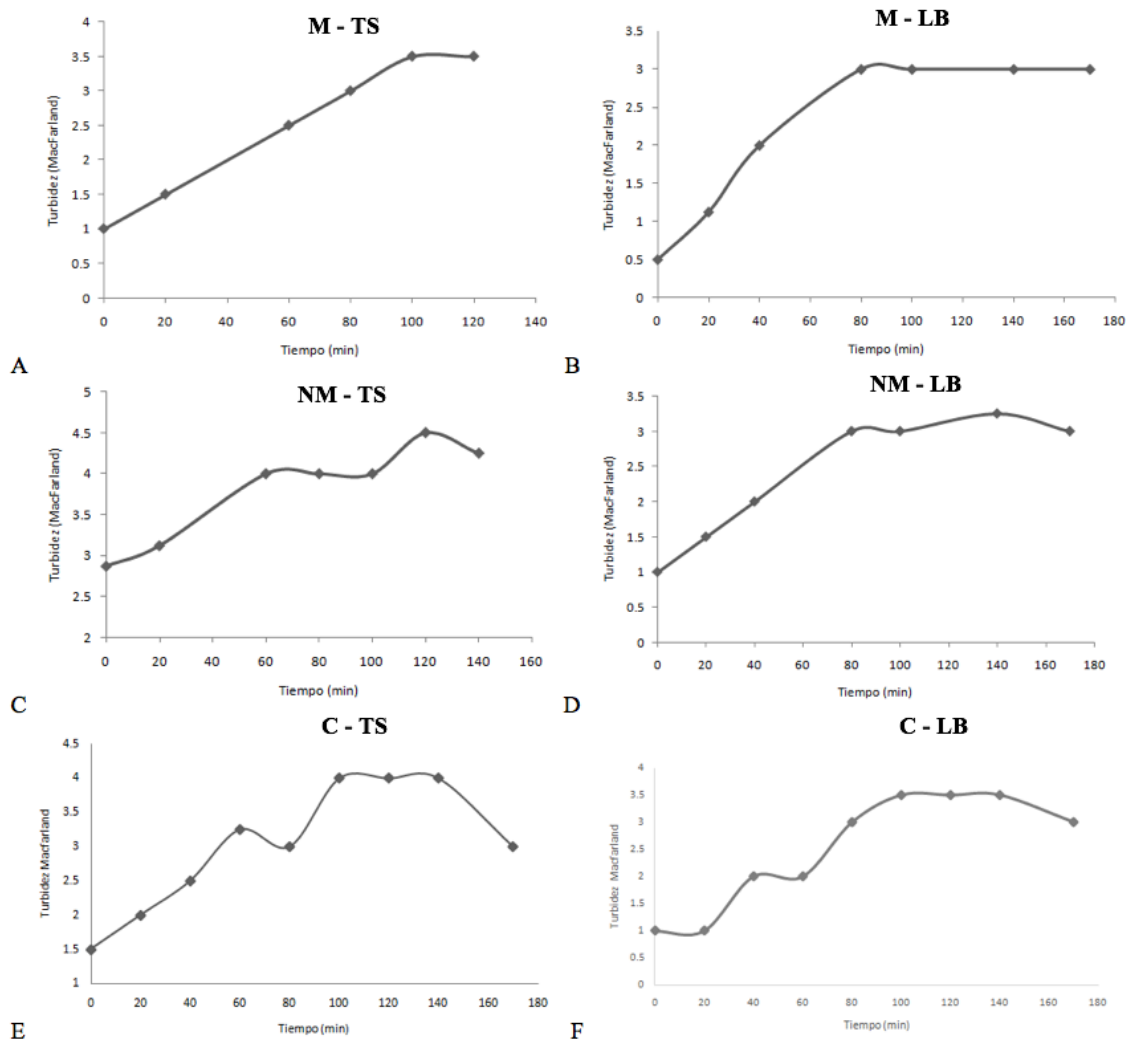 M - TS
Turbidez (MacFarland)
4
3.5
3
2.5
2
1.5
1
0.5
0
0 20 40 60 80 100 120 140
Tiempo (min)
A
M - LB
Turbidez (MacFarland)
3.5
3
2.5
2
1.5
1
0.5
0
0 20 40 60 80 100 120 140 160 180
Tiempo (min)
B
NM - TS
Turbidez (MacFarland)
5
4.5
4
3.5
3
2.5
2
0 20 40 60 80 100 120 140 160
Tiempo (min)
C
NM - LB
Turbidez (MacFarland)
3.5
3
2.5
2
1.5
1
0.5
0
0 20 40 60 80 100 120 140 160 180
Tiempo (min)
D
C - TS
Turbidez Macfarland
4.5
4
3.5
3
2.5
2
1.5
1
0 20 40 60 80 100 120 140 160 180
Tiempo (min)
E
C - LB
Turbidez Macfarland
4
3.5
3
2.5
2
1.5
1
0.5
0
0 20 40 60 80 100 120 140 160 180
Tiempo (min)
F